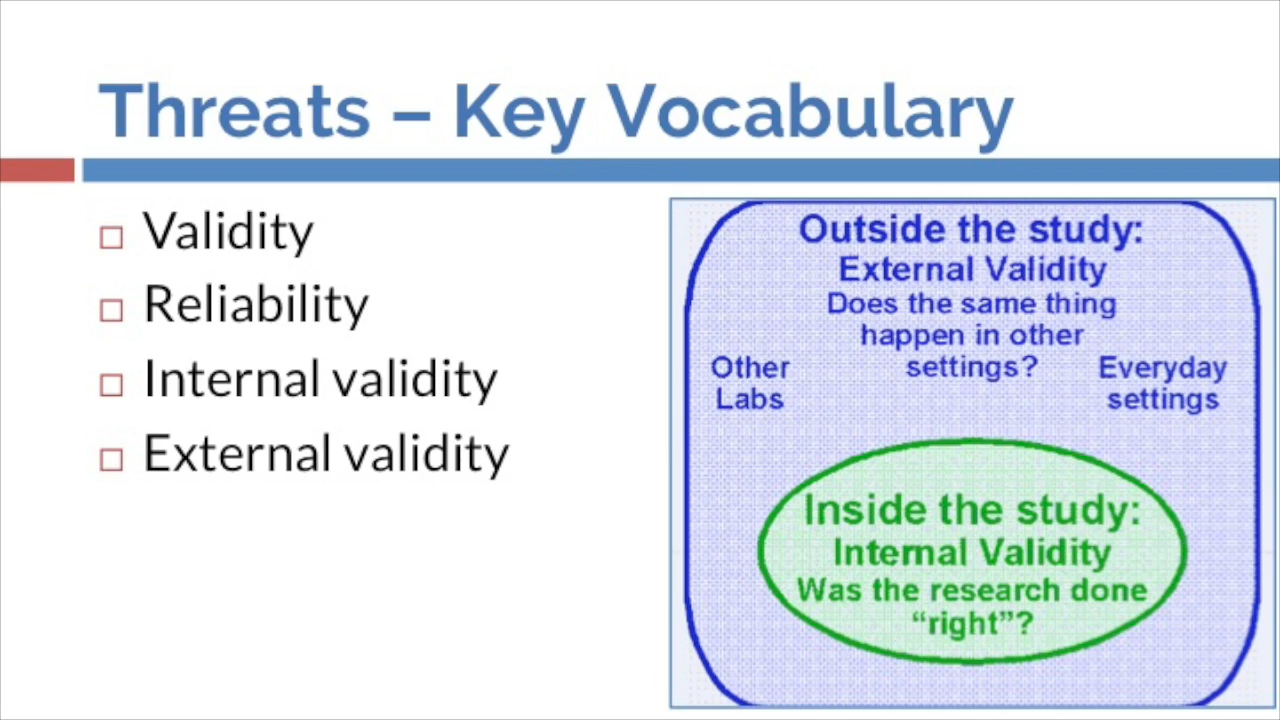 Threats – Key Vocabulary
Validity
Reliability
Internal validity
External validity
Outside the study:
External Validity
Does the same thing
happen in other
settings?
Other
Labs
Everyday
settings
Inside the study:
Internal Validity
Was the research done
“right”?